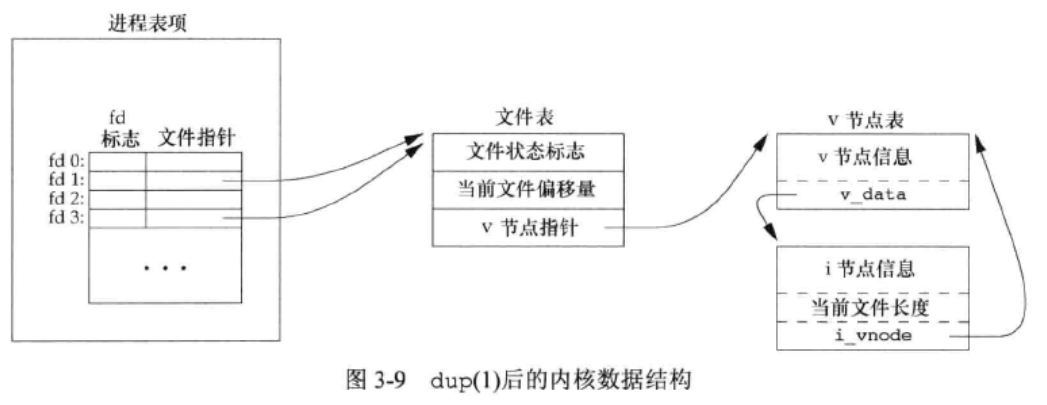 进程表项
fd
标志 文件指针
fd 0:
fd 1:
fd 2:
fd 3:
• • •
文件表
文件状态标志
当前文件偏移量
v 节点指针
v 节点表
v 节点信息
v_data
i 节点信息
当前文件长度
i_vnode
图 3-9 dup(1)后的内核数据结构